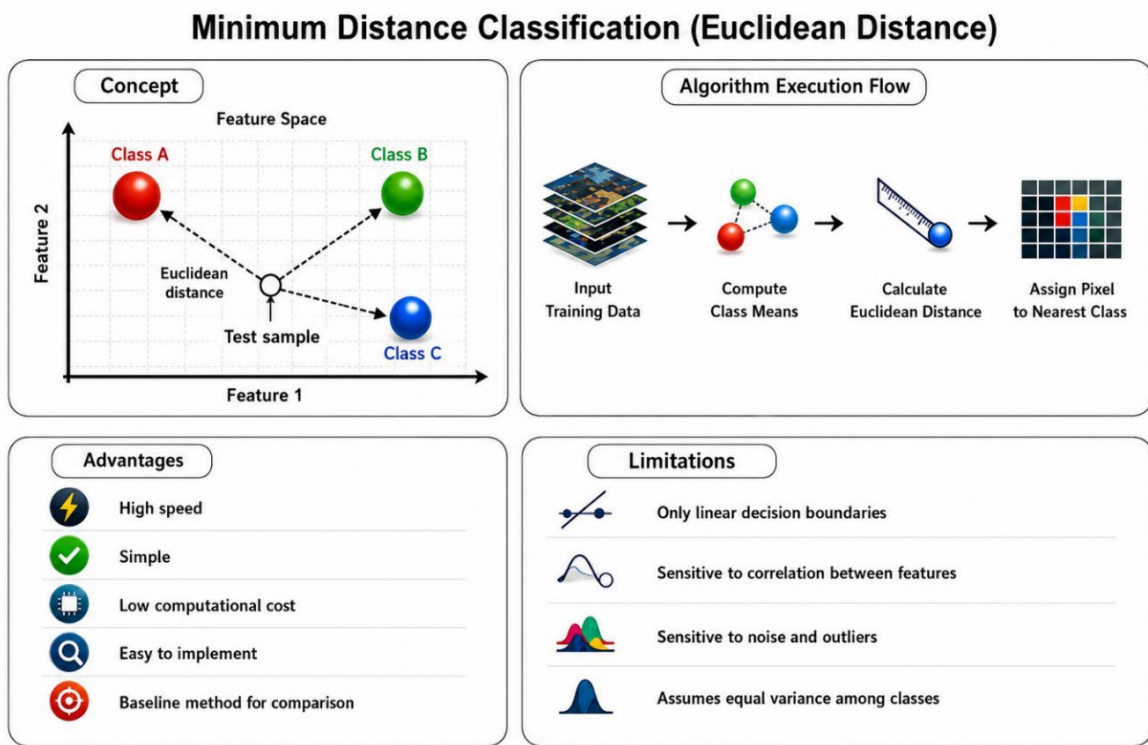 Minimum Distance Classification (Euclidean Distance)
Concept
Feature Space
Class A
Class B
Feature 2
Euclidean
distance
Test sample
Class C
Feature 1
Algorithm Execution Flow
Input
Training Data
Compute
Class Means
Calculate
Euclidean Distance
Assign Pixel
to Nearest Class
Advantages
High speed
Simple
Low computational cost
Easy to implement
Baseline method for comparison
Limitations
Only linear decision boundaries
Sensitive to correlation between features
Sensitive to noise and outliers
Assumes equal variance among classes